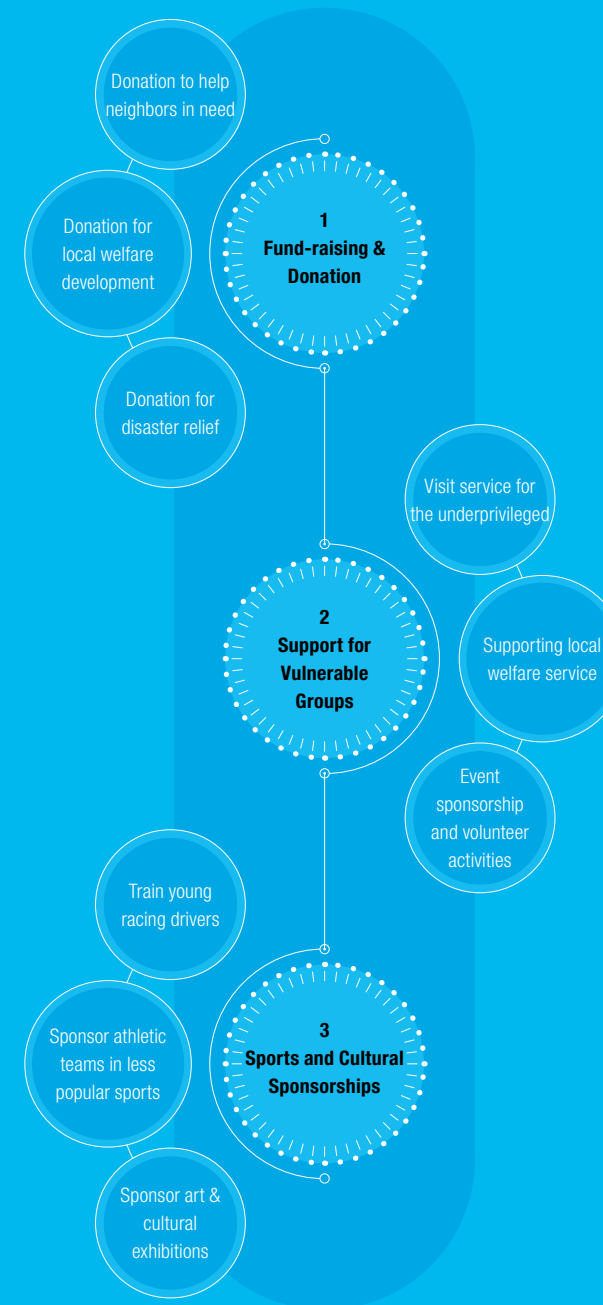 Donation to help
neighbors in need
Donation for
local welfare
development
Donation for
disaster relief
1
Fund-raising &
Donation
Visit service for
the underprivileged
Supporting local
welfare service
Event
sponsorship
and volunteer
activities
2
Support for
Vulnerable
Groups
Train young
racing drivers
Sponsor athletic
teams in less
popular sports
Sponsor art &
cultural
exhibitions
3
Sports and Cultural
Sponsorships